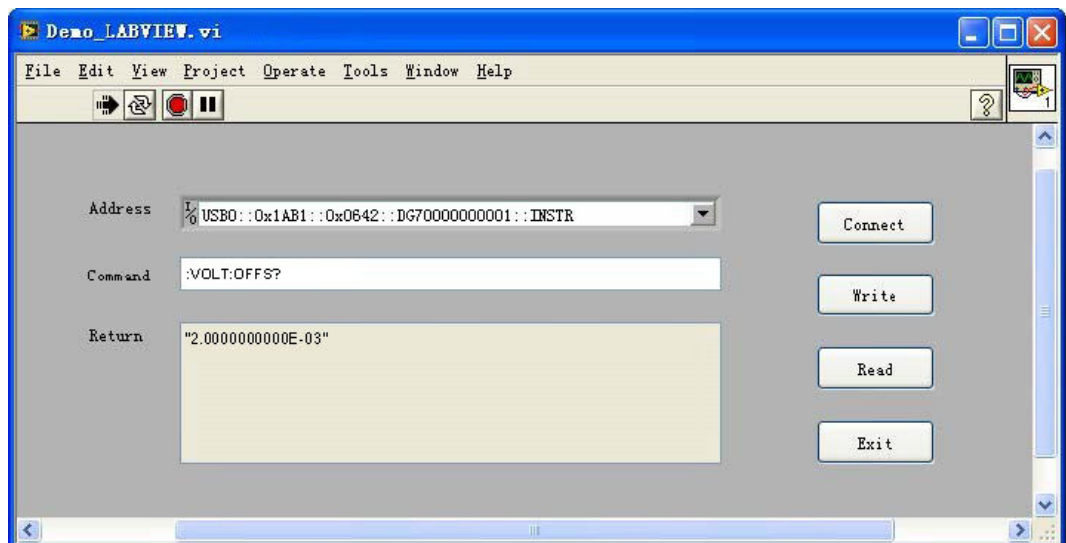 Demo_LABVIEW.vi
File Edit View Project Operate Tools Window Help
1
Address
I/O USB0::0x1AB1::0x0642::DG70000000001::INSTR
Connect
Command
:VOLT:OFFS?
Write
Return
"2.0000000000E-03"
Read
Exit